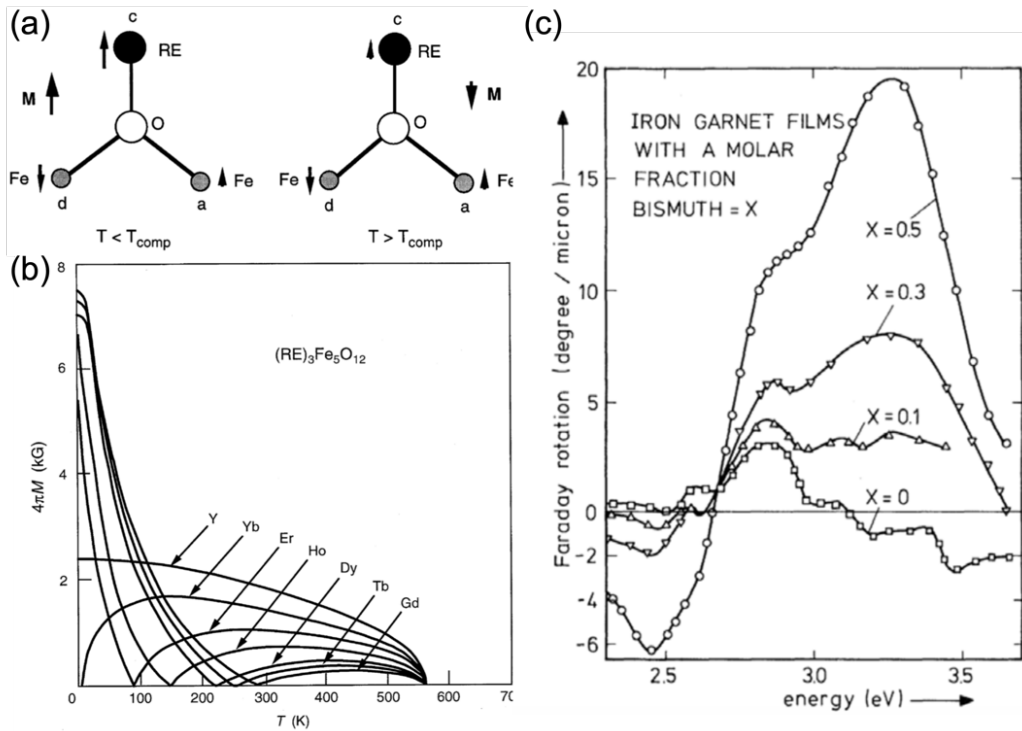 (a)
c
RE
M
O
Fe
d
a
Fe
T < Tcomp
c
RE
M
O
Fe
d
a
Fe
T > Tcomp
(b)
8
6
4
2
0
4πM (kG)
(RE)₃Fe₅O₁₂
Y
Yb
Er
Ho
Dy
Tb
Gd
0
100
200
300
400
500
600
70
T (K)
(c)
20
15
10
5
0
-2
-4
-6
Faraday rotation (degree / micron)
IRON GARNET FILMS
WITH A MOLAR
FRACTION
BISMUTH = X
X = 0.5
X = 0.3
X = 0.1
X = 0
2.5
3.0
3.5
energy (eV)